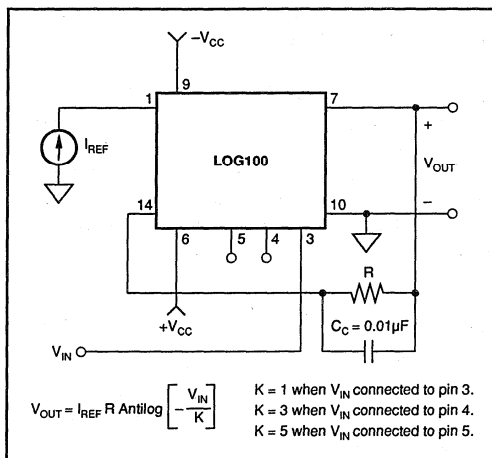 −V_CC
9
1
7
I_REF
LOG100
+
V_OUT
−
14
10
6
5
4
3
R
+V_CC
C_C = 0.01µF
V_IN
V_OUT = I_REF R Antilog [ − V_IN / K ]
K = 1 when V_IN connected to pin 3.
K = 3 when V_IN connected to pin 4.
K = 5 when V_IN connected to pin 5.